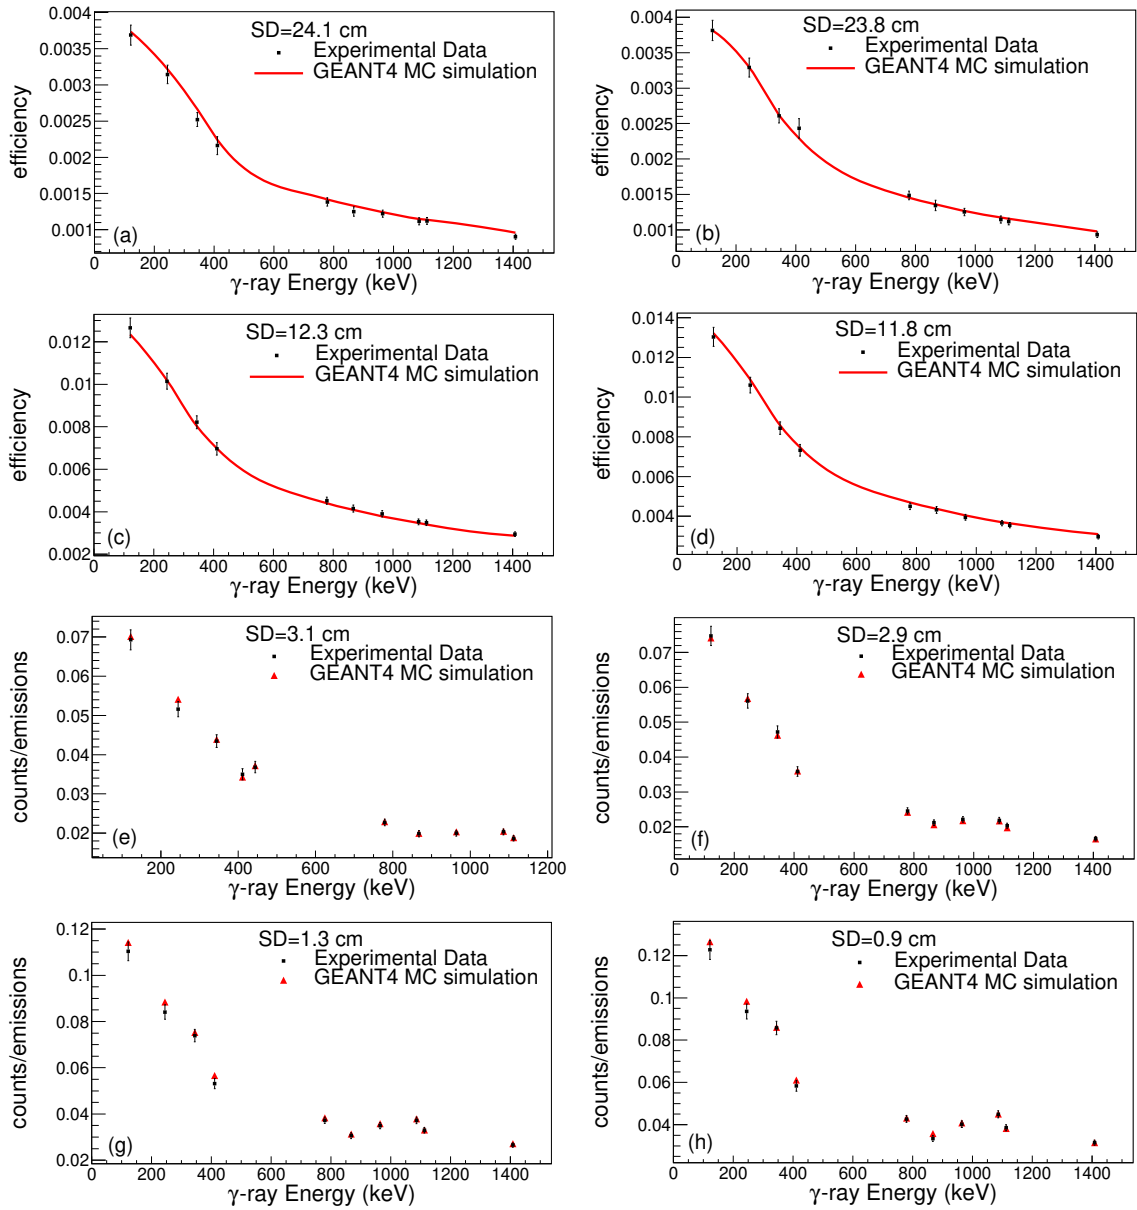 SD=24.1 cm
Experimental Data
GEANT4 MC simulation
efficiency
0.004
0.0035
0.003
0.0025
0.002
0.0015
0.001
(a)
0 200 400 600 800 1000 1200 1400
γ-ray Energy (keV)
SD=23.8 cm
Experimental Data
GEANT4 MC simulation
efficiency
0.004
0.0035
0.003
0.0025
0.002
0.0015
0.001
(b)
0 200 400 600 800 1000 1200 1400
γ-ray Energy (keV)
SD=12.3 cm
Experimental Data
GEANT4 MC simulation
efficiency
0.012
0.01
0.008
0.006
0.004
0.002
(c)
0 200 400 600 800 1000 1200 1400
γ-ray Energy (keV)
SD=11.8 cm
Experimental Data
GEANT4 MC simulation
efficiency
0.014
0.012
0.01
0.008
0.006
0.004
(d)
0 200 400 600 800 1000 1200 1400
γ-ray Energy (keV)
SD=3.1 cm
Experimental Data
GEANT4 MC simulation
counts/emissions
0.07
0.06
0.05
0.04
0.03
0.02
(e)
200 400 600 800 1000 1200
γ-ray Energy (keV)
SD=2.9 cm
Experimental Data
GEANT4 MC simulation
counts/emissions
0.07
0.06
0.05
0.04
0.03
0.02
(f)
0 200 400 600 800 1000 1200 1400
γ-ray Energy (keV)
SD=1.3 cm
Experimental Data
GEANT4 MC simulation
counts/emissions
0.12
0.1
0.08
0.06
0.04
0.02
(g)
0 200 400 600 800 1000 1200 1400
γ-ray Energy (keV)
SD=0.9 cm
Experimental Data
GEANT4 MC simulation
counts/emissions
0.12
0.1
0.08
0.06
0.04
(h)
0 200 400 600 800 1000 1200 1400
γ-ray Energy (keV)